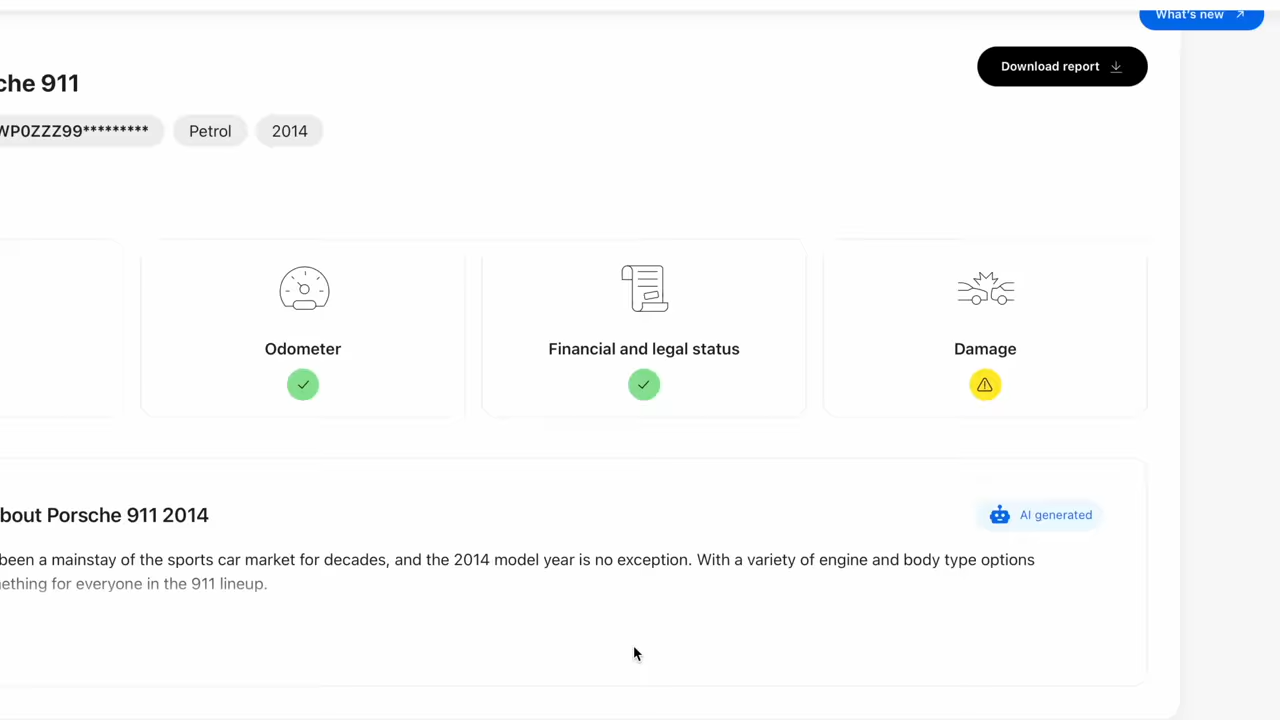 What's new
Download report
che 911
WP0ZZZ99*********
Petrol
2014
Odometer
Financial and legal status
Damage
bout Porsche 911 2014
AI generated
been a mainstay of the sports car market for decades, and the 2014 model year is no exception. With a variety of engine and body type options
nething for everyone in the 911 lineup.